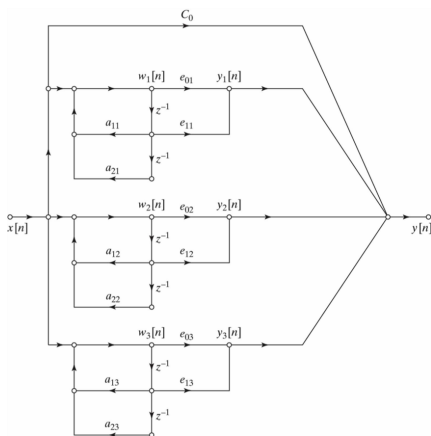 C₀
w₁[n] e₀₁ y₁[n]
z⁻¹
a₁₁ e₁₁
z⁻¹
a₂₁
w₂[n] e₀₂ y₂[n]
x[n] y[n]
z⁻¹
a₁₂ e₁₂
z⁻¹
a₂₂
w₃[n] e₀₃ y₃[n]
z⁻¹
a₁₃ e₁₃
z⁻¹
a₂₃